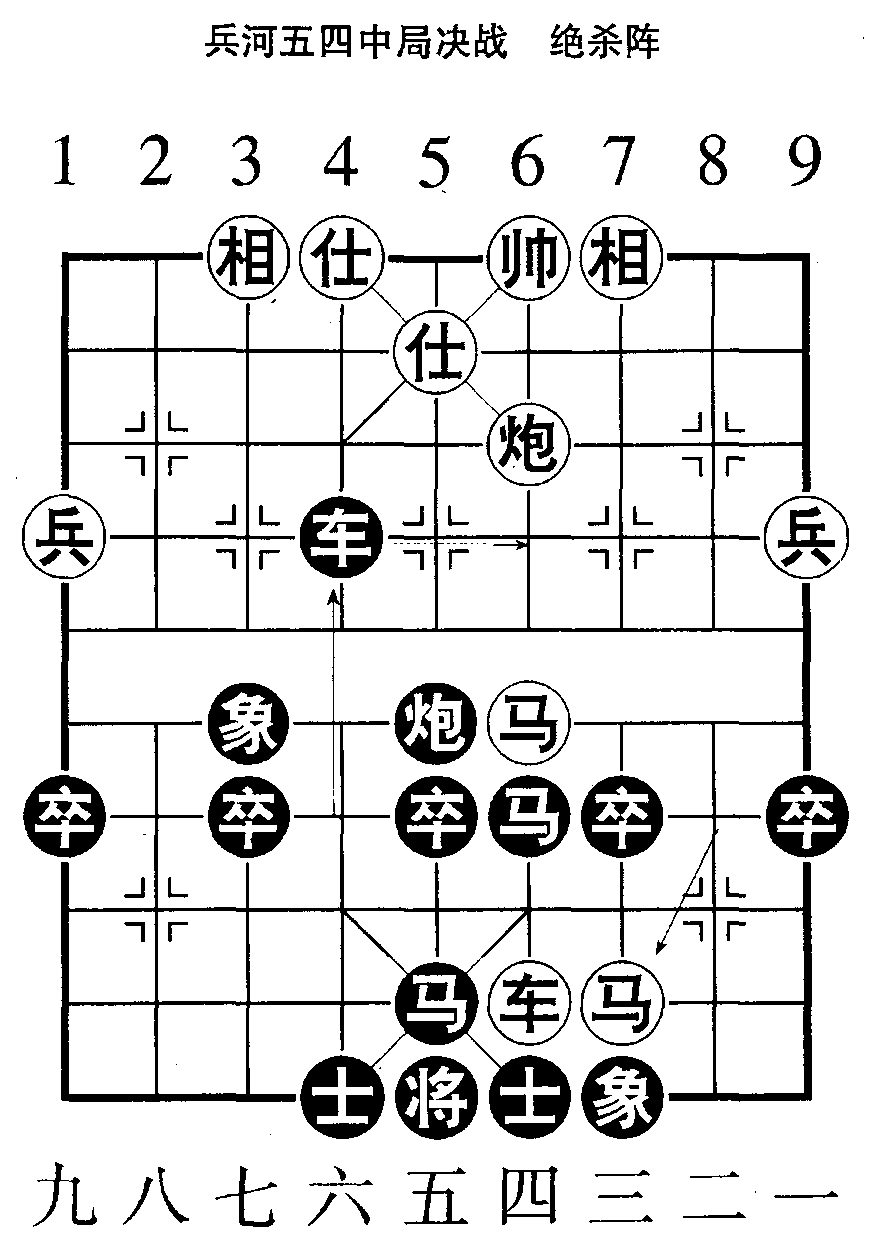 兵河五四中局决战 绝杀阵
1 2 3 4 5 6 7 8 9
相 仕 帅 相
仕
炮
兵 车 兵
象 炮 马
卒 卒 卒 马 卒 卒
马 车 马
士 将 士 象
九 八 七 六 五 四 三 二 一